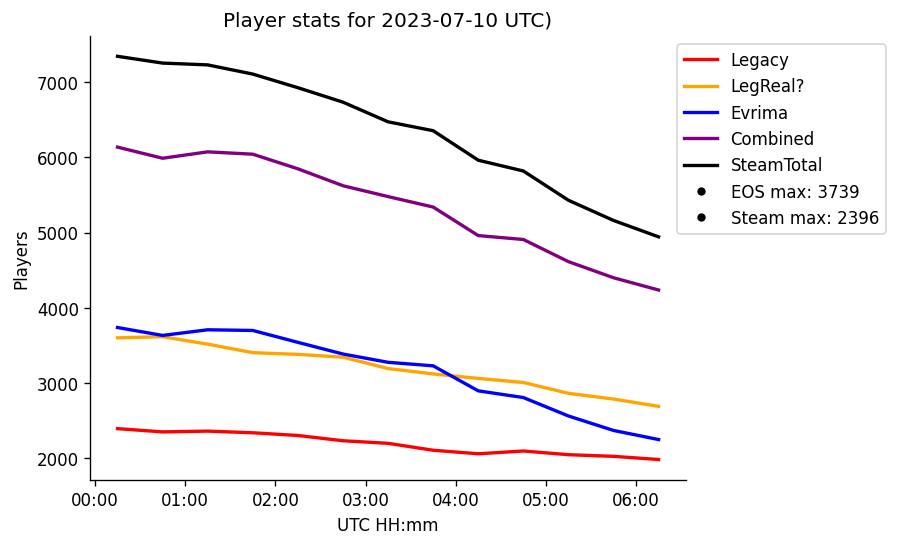 Player stats for 2023-07-10 UTC)
Legacy
LegReal?
Evrima
Combined
SteamTotal
EOS max: 3739
Steam max: 2396
Players
7000
6000
5000
4000
3000
2000
00:00 01:00 02:00 03:00 04:00 05:00 06:00
UTC HH:mm